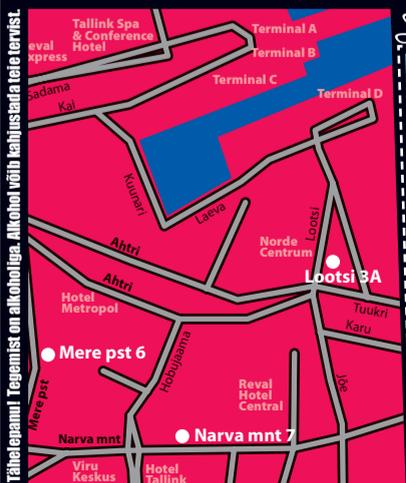 Tähelepanu! Tegemist on alkoholiga. Alkohol võib kahjustada teie tervist.
Tallink Spa
& Conference
Hotel
eval
xpress
Terminal A
Terminal B
Terminal C
Terminal D
Sadama
Kai
Kuunari
Laeva
Lootsi
Norde
Centrum
Lootsi 3A
Ahtri
Ahtri
Tuukri
Karu
Hotel
Metropol
Mere pst 6
Hobujaama
Jõe
Reval
Hotel
Central
Mere pst
Narva mnt 7
Narva mnt
Viru
Keskus
Hotel
Tallink